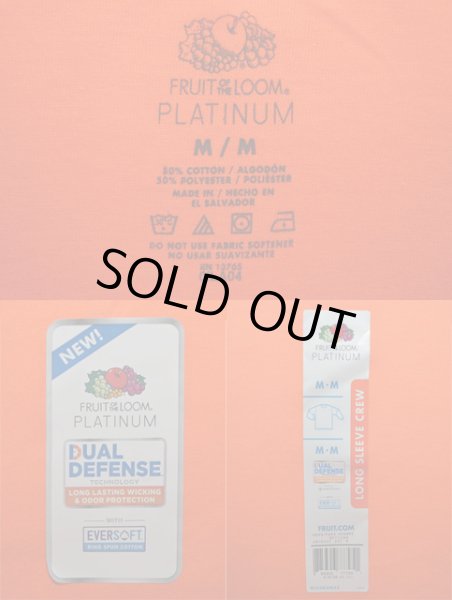 FRUIT OF THE LOOM®
PLATINUM
M / M
50% COTTON / ALGODÓN
50% POLYESTER / POLIÉSTER
MADE IN / HECHO EN
EL SALVADOR
DO NOT USE FABRIC SOFTENER
NO USAR SUAVIZANTE
RN 13765
SOLD OUT
NEW!
FRUIT OF THE LOOM®
PLATINUM
DUAL
DEFENSE
TECHNOLOGY
LONG LASTING WICKING
& ODOR PROTECTION
WITH
EVERSOFT
RING SPUN COTTON
FRUIT OF THE LOOM
PLATINUM
M • M
M • M
DUAL
DEFENSE
FRUIT.COM
LONG SLEEVE CREW